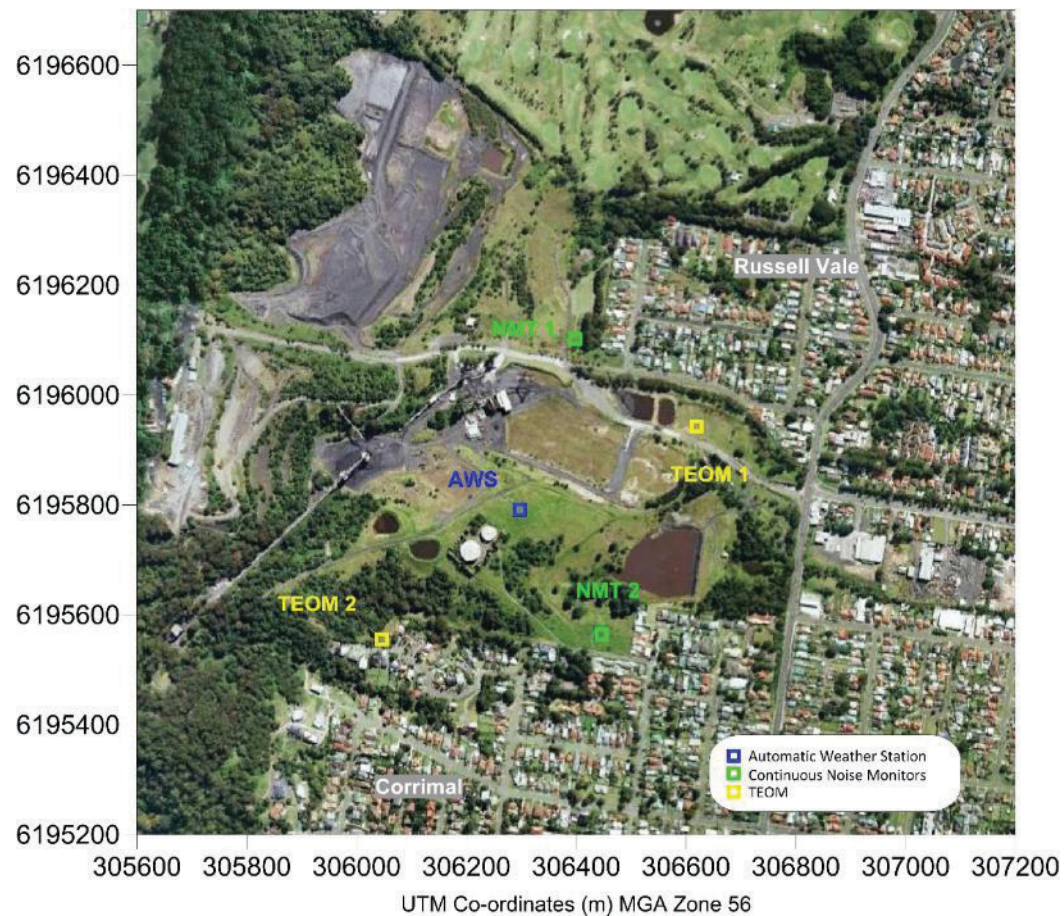 6196600
6196400
6196200
6196000
6195800
6195600
6195400
6195200
Russell Vale
NMT 1
TEOM 1
AWS
NMT 2
TEOM 2
Corrimal
Automatic Weather Station
Continuous Noise Monitors
TEOM
305600 305800 306000 306200 306400 306600 306800 307000 307200
UTM Co-ordinates (m) MGA Zone 56